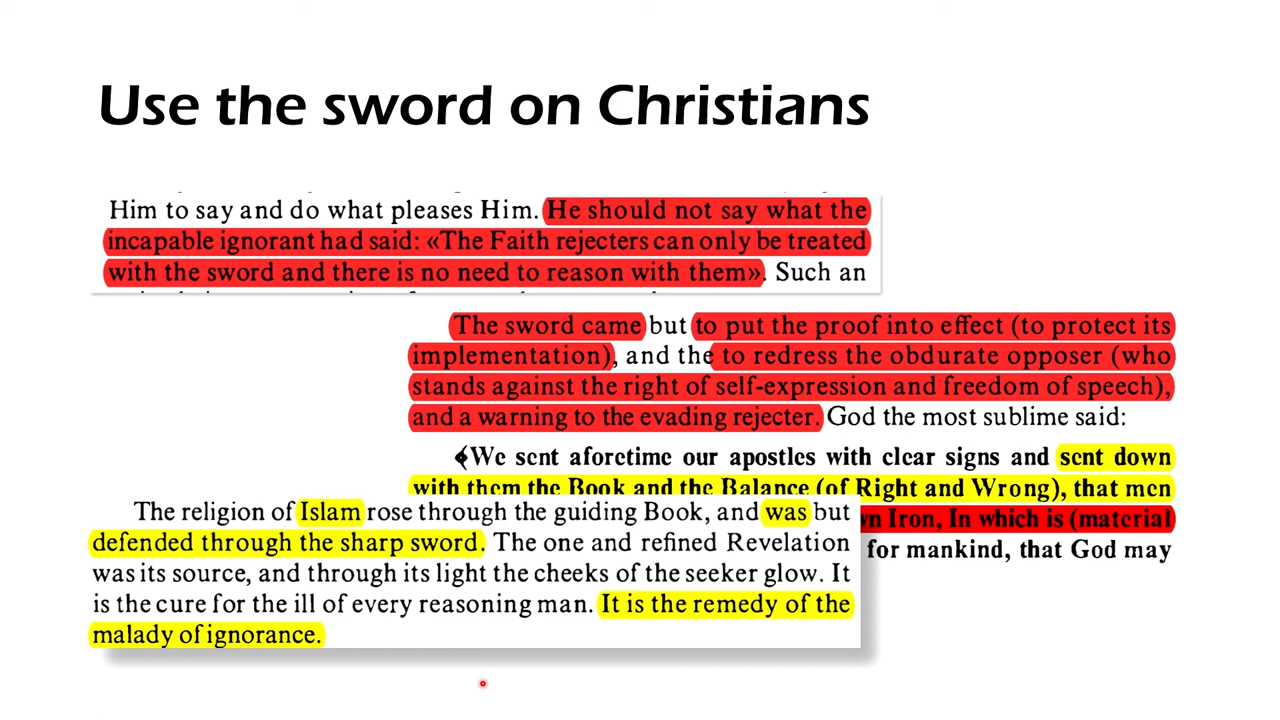 Use the sword on Christians
Him to say and do what pleases Him. He should not say what the
incapable ignorant had said: «The Faith rejecters can only be treated
with the sword and there is no need to reason with them». Such an
The sword came but to put the proof into effect (to protect its
implementation), and the to redress the obdurate opposer (who
stands against the right of self-expression and freedom of speech),
and a warning to the evading rejecter. God the most sublime said:
﴾We sent aforetime our apostles with clear signs and sent down
with them the Book and the Balance (of Right and Wrong), that men
Iron, In which is (material
for mankind, that God may
The religion of Islam rose through the guiding Book, and was but
defended through the sharp sword. The one and refined Revelation
was its source, and through its light the cheeks of the seeker glow. It
is the cure for the ill of every reasoning man. It is the remedy of the
malady of ignorance.